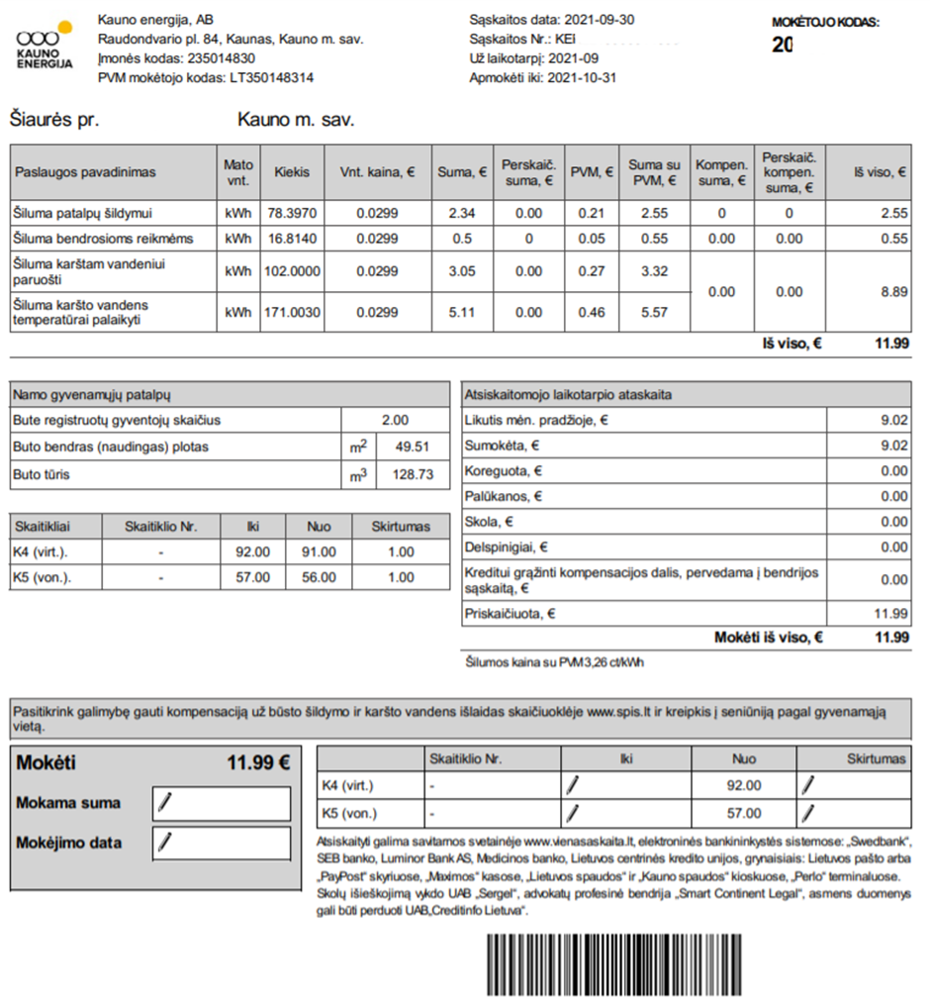 KAUNO
ENERGIJA
Kauno energija, AB
Raudondvario pl. 84, Kaunas, Kauno m. sav.
Įmonės kodas: 235014830
PVM mokėtojo kodas: LT350148314
Sąskaitos data: 2021-09-30
Sąskaitos Nr.:
Už laikotarpį: 2021-09
Apmokėti iki: 2021-10-31
MOKĖTOJO KODAS:
20
Šiaurės pr. Kauno m. sav.
Paslaugos pavadinimas Mato vnt. Kiekis Vnt. kaina, € Suma, € Perskaič. suma, € PVM, € Suma su PVM, € Kompen. suma, € Perskaič. kompen. suma, € Iš viso, €
Šiluma patalpų šildymui kWh 78.3970 0.0299 2.34 0.00 0.21 2.55 0 0 2.55
Šiluma bendrosioms reikmėms kWh 16.8140 0.0299 0.5 0 0.05 0.55 0.00 0.00 0.55
Šiluma karštam vandeniui paruošti kWh 102.0000 0.0299 3.05 0.00 0.27 3.32 0.00 0.00 8.89
Šiluma karšto vandens temperatūrai palaikyti kWh 171.0030 0.0299 5.11 0.00 0.46 5.57
Iš viso, € 11.99
Namo gyvenamųjų patalpų
Bute registruotų gyventojų skaičius 2.00
Buto bendras (naudingas) plotas m² 49.51
Buto tūris m³ 128.73
Skaitikliai Skaitiklio Nr. Iki Nuo Skirtumas
K4 (virt.). - 92.00 91.00 1.00
K5 (von.). - 57.00 56.00 1.00
Atsiskaitomojo laikotarpio ataskaita
Likutis mėn. pradžioje, € 9.02
Sumokėta, € 9.02
Koreguota, € 0.00
Palūkanos, € 0.00
Skola, € 0.00
Delspinigiai, € 0.00
Kreditui grąžinti kompensacijos dalis, pervedama į bendrijos
sąskaitą, € 0.00
Priskaičiuota, € 11.99
Mokėti iš viso, € 11.99
Šilumos kaina su PVM 3,26 ct/kWh
Pasitikrink galimybę gauti kompensaciją už būsto šildymo ir karšto vandens išlaidas skaičiuoklėje www.spis.lt ir kreipkis į seniūniją pagal gyvenamąją
vietą.
Mokėti 11.99 €
Mokama suma
Mokėjimo data
Skaitiklio Nr. Iki Nuo Skirtumas
K4 (virt.) - 92.00
K5 (von.) - 57.00
Atsiskaityti galima savitarnos svetainėje www.vienasaskaita.lt, elektroninės bankininkystės sistemose: „Swedbank“,
SEB banko, Luminor Bank AS, Medicinos banko, Lietuvos centrinės kredito unijos, grynaisiais: Lietuvos pašto arba
„PayPost“ skyriuose, „Maximos“ kasose, „Lietuvos spaudos“ ir „Kauno spaudos“ kioskuose, „Perlo“ terminaluose.
Skolų išieškojimą vykdo UAB „Sergel“, advokatų profesinė bendrija „Smart Continent Legal“, asmens duomenys
gali būti perduoti UAB„Creditinfo Lietuva“.